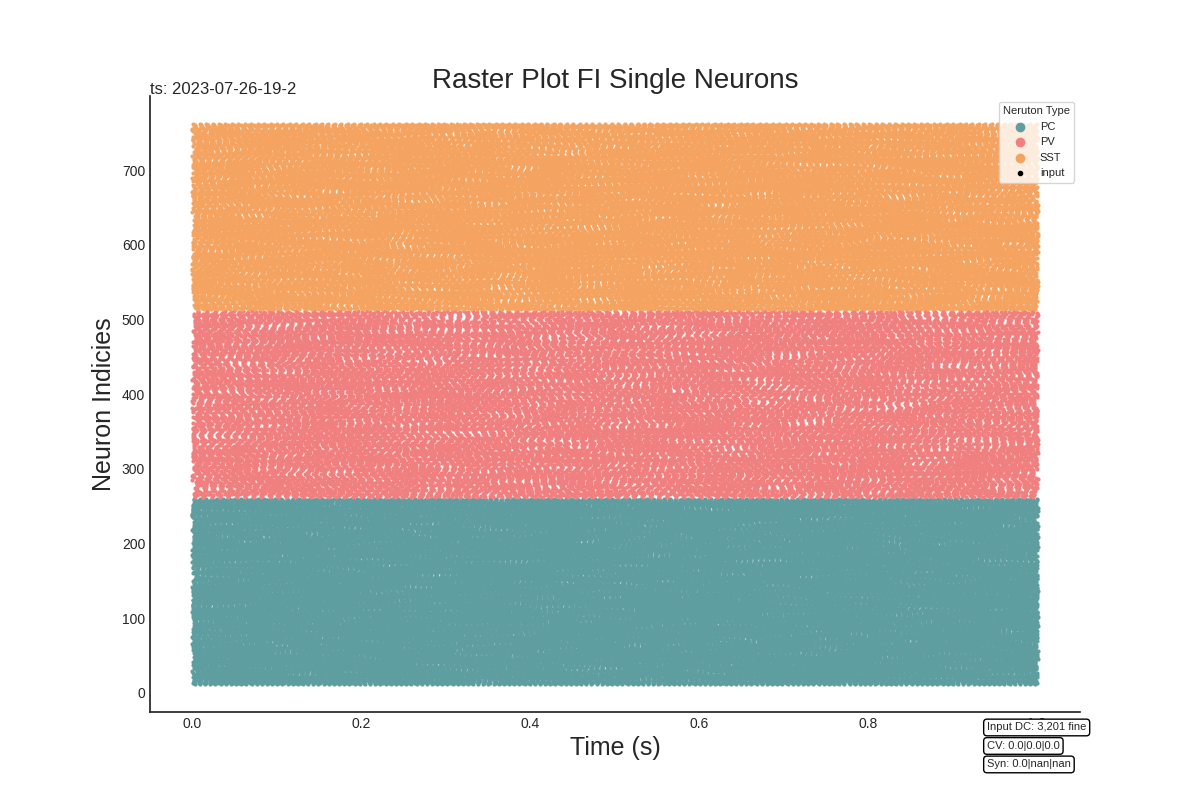 Raster Plot FI Single Neurons
ts: 2023-07-26-19-2
Neruton Type
PC
PV
SST
input
Neuron Indicies
700
600
500
400
300
200
100
0
0.0 0.2 0.4 0.6 0.8
Time (s)
Input DC: 3,201 fine
CV: 0.0|0.0|0.0
Syn: 0.0|nan|nan